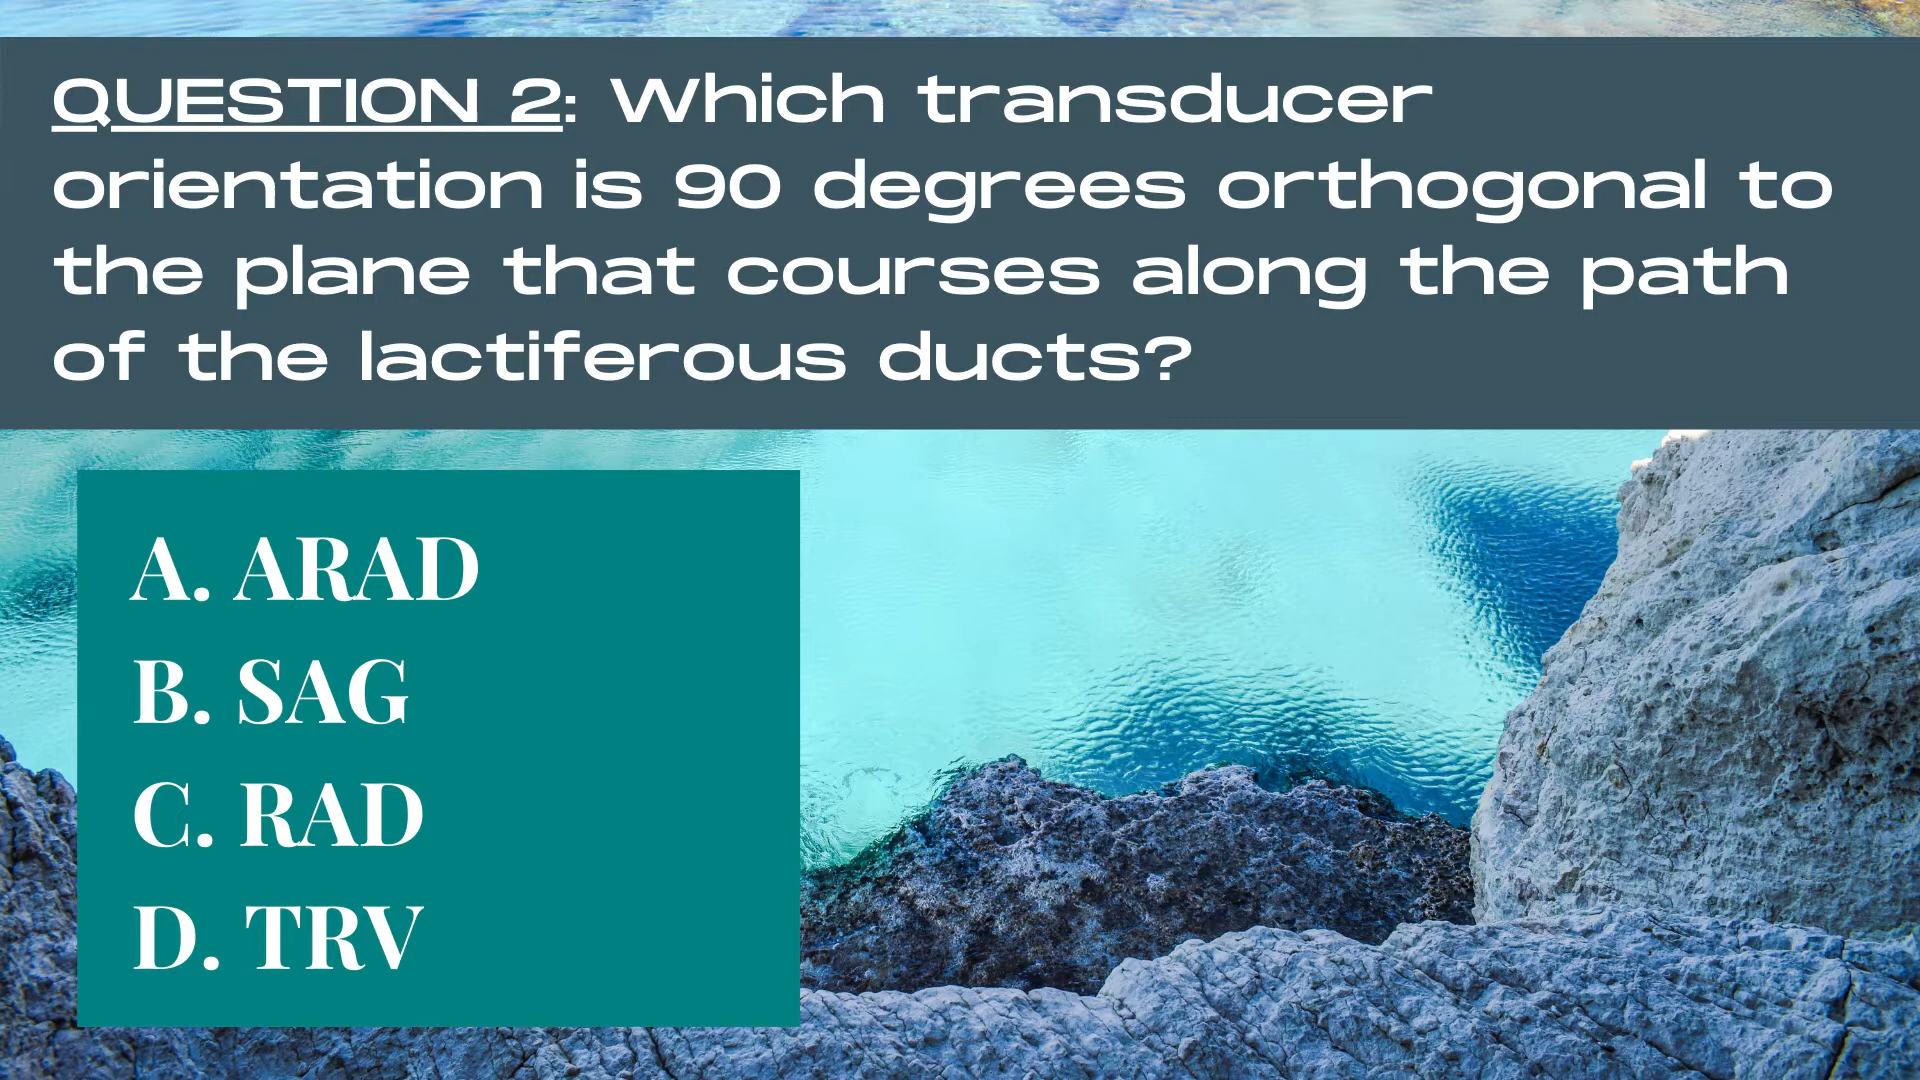 QUESTION 2: Which transducer
orientation is 90 degrees orthogonal to
the plane that courses along the path
of the lactiferous ducts?
A. ARAD
B. SAG
C. RAD
D. TRV